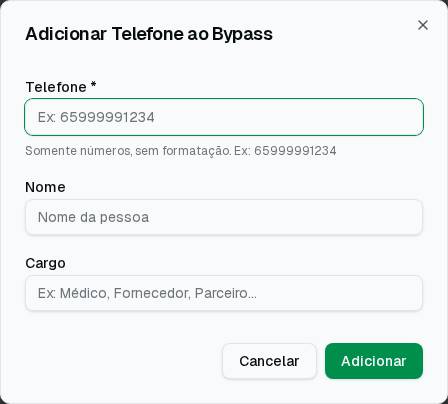 Adicionar Telefone ao Bypass
Telefone *
Ex: 65999991234
Somente números, sem formatação. Ex: 65999991234
Nome
Nome da pessoa
Cargo
Ex: Médico, Fornecedor, Parceiro...
Cancelar
Adicionar